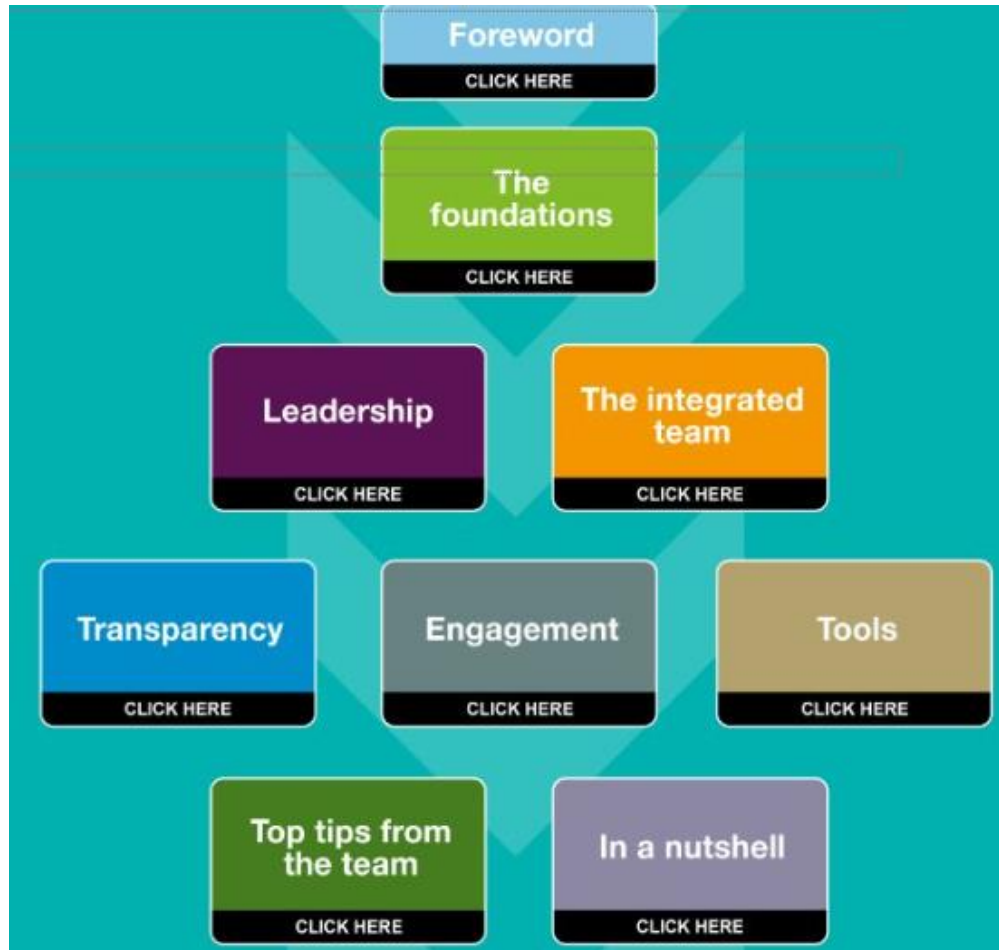 Foreword
CLICK HERE
The
foundations
CLICK HERE
Leadership
CLICK HERE
The integrated
team
CLICK HERE
Transparency
CLICK HERE
Engagement
CLICK HERE
Tools
CLICK HERE
Top tips from
the team
CLICK HERE
In a nutshell
CLICK HERE